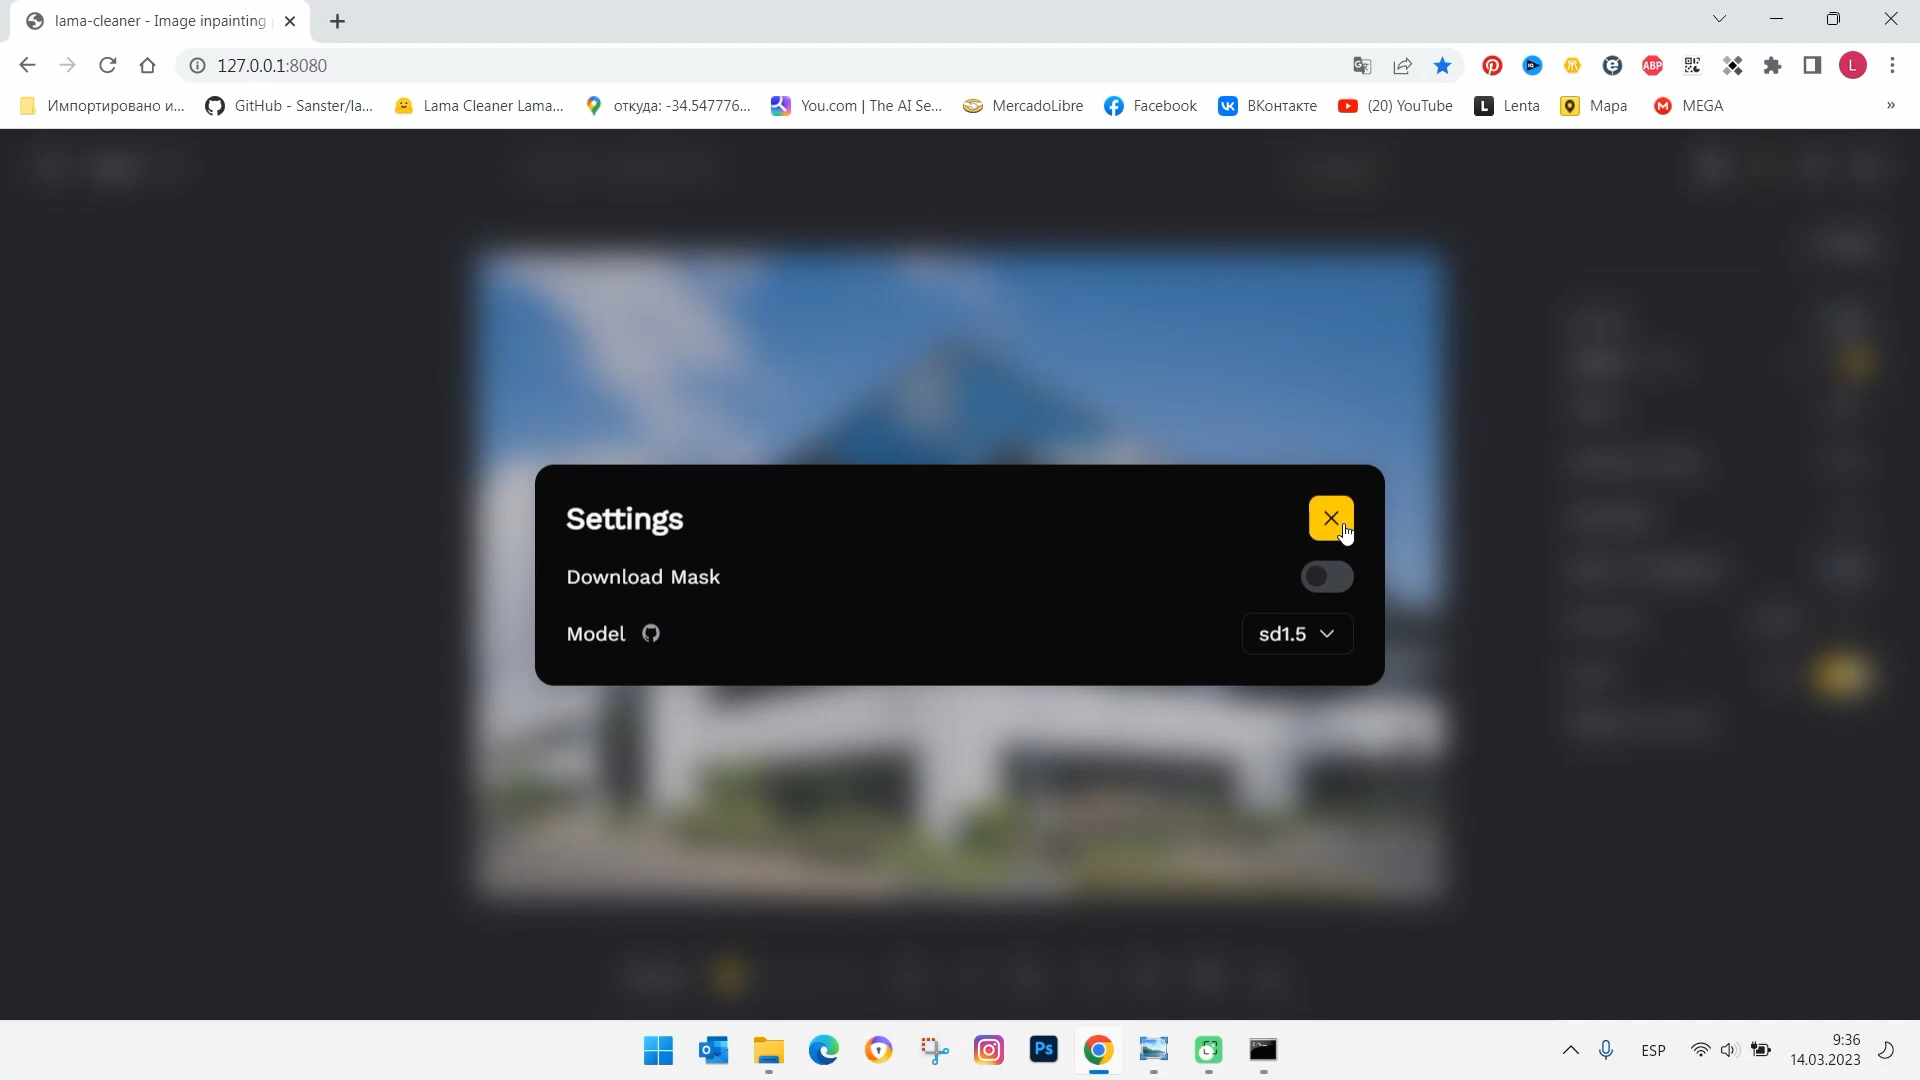 lama-cleaner - Image inpainting
127.0.0.1:8080
Импортировано и...
GitHub - Sanster/la...
Lama Cleaner Lama...
откуда: -34.547776...
You.com | The AI Se...
MercadoLibre
Facebook
ВКонтакте
(20) YouTube
Lenta
Мара
MEGA
Settings
Download Mask
Model
sd1.5
ESP
9:36
14.03.2023